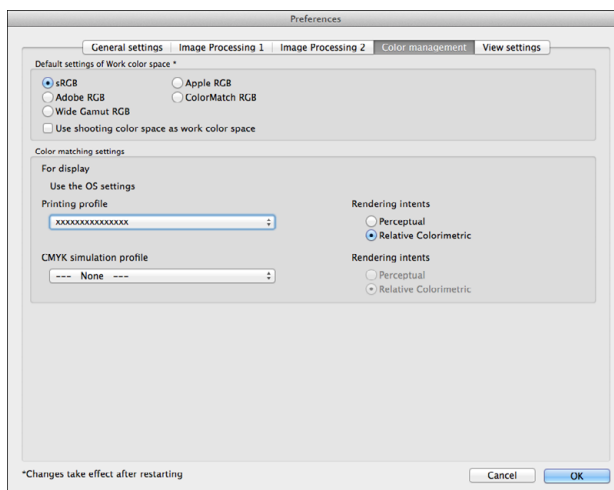 Preferences
General settings Image Processing 1 Image Processing 2 Color management View settings
Default settings of Work color space *
sRGB Apple RGB
Adobe RGB ColorMatch RGB
Wide Gamut RGB
Use shooting color space as work color space
Color matching settings
For display
Use the OS settings
Printing profile Rendering intents
xxxxxxxxxxxxxxx Perceptual
Relative Colorimetric
CMYK simulation profile Rendering intents
--- None --- Perceptual
Relative Colorimetric
*Changes take effect after restarting
Cancel OK